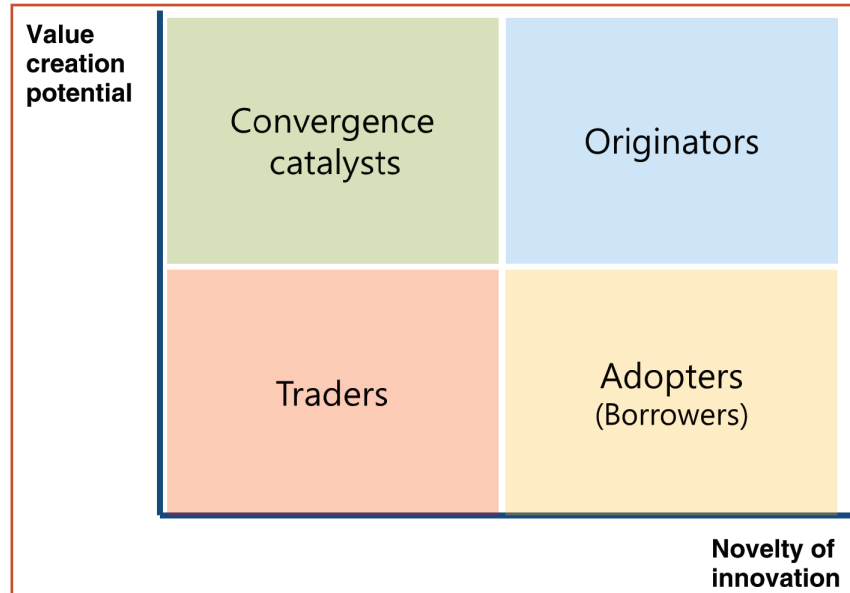 Value
creation
potential
Convergence
catalysts
Originators
Traders
Adopters
(Borrowers)
Novelty of
innovation